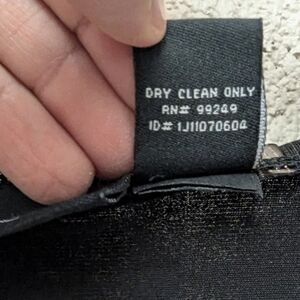 DRY CLEAN ONLY
RN# 99249
ID# 1J11070604